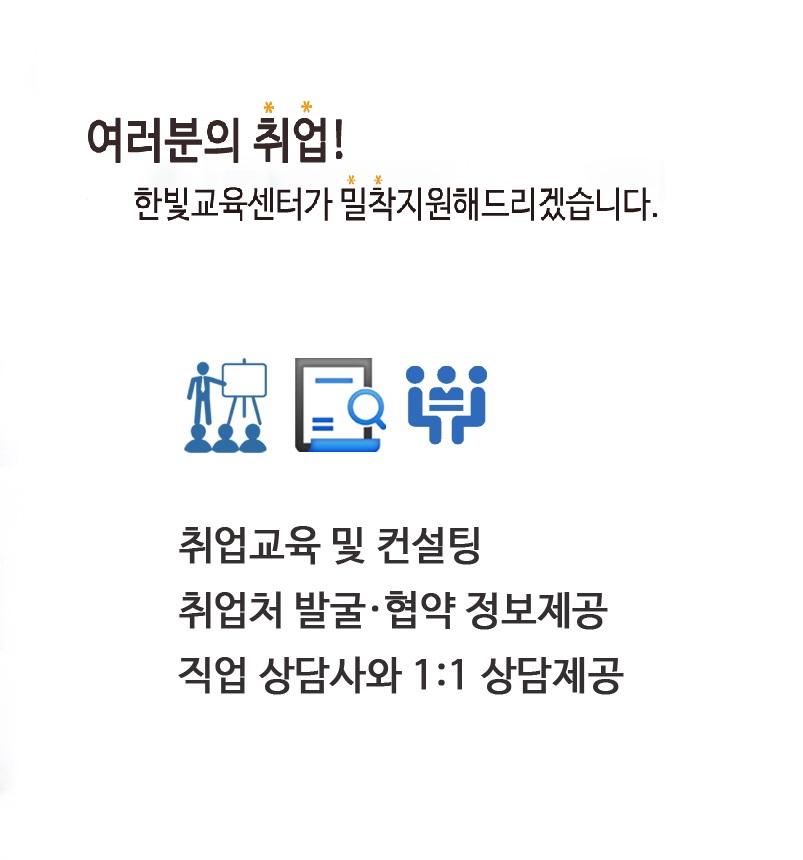 여러분의 취업!
한빛교육센터가 밀착지원해드리겠습니다.
취업교육 및 컨설팅
취업처 발굴·협약 정보제공
직업 상담사와 1:1 상담제공